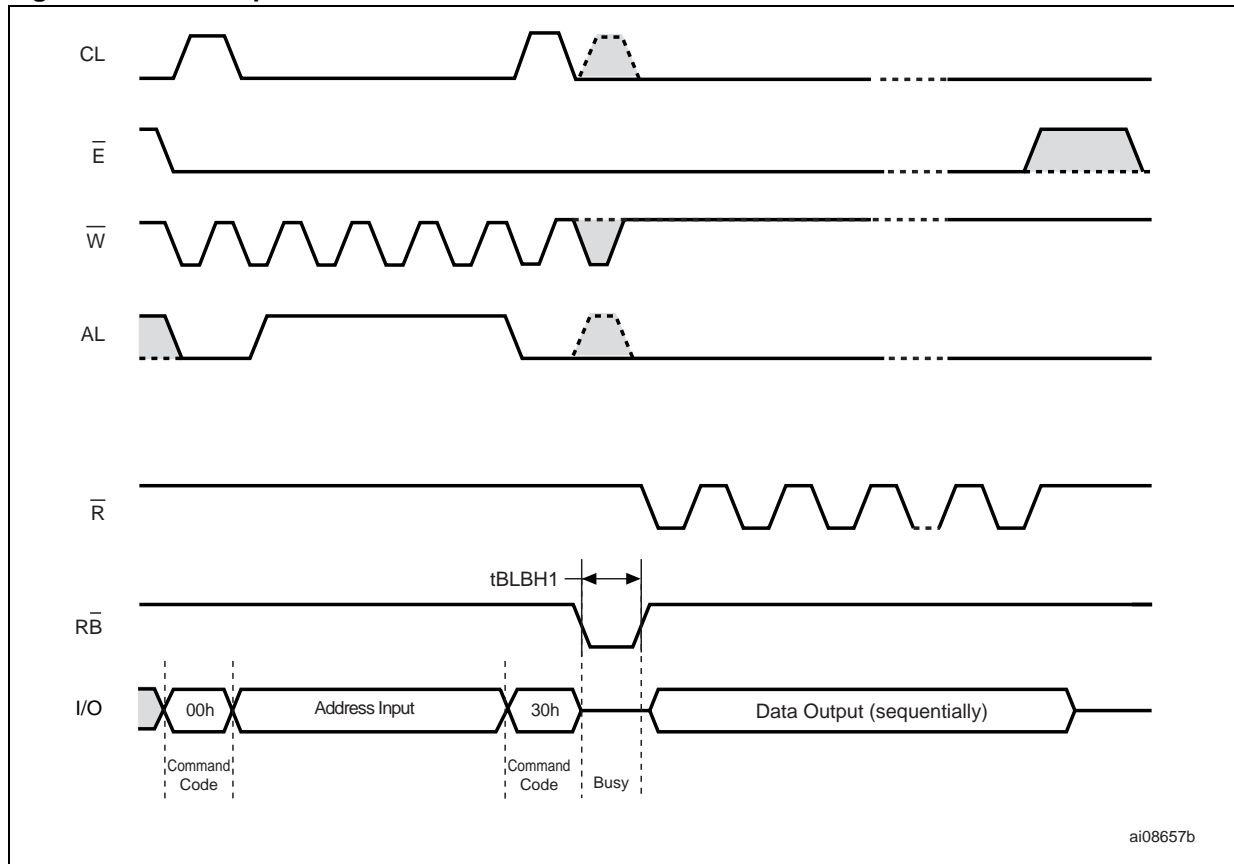 CL
E̅
W̅
AL
R̅
tBLBH1
RB̅
I/O
00h
Address Input
30h
Data Output (sequentially)
Command
Code
Command
Code
Busy
ai08657b